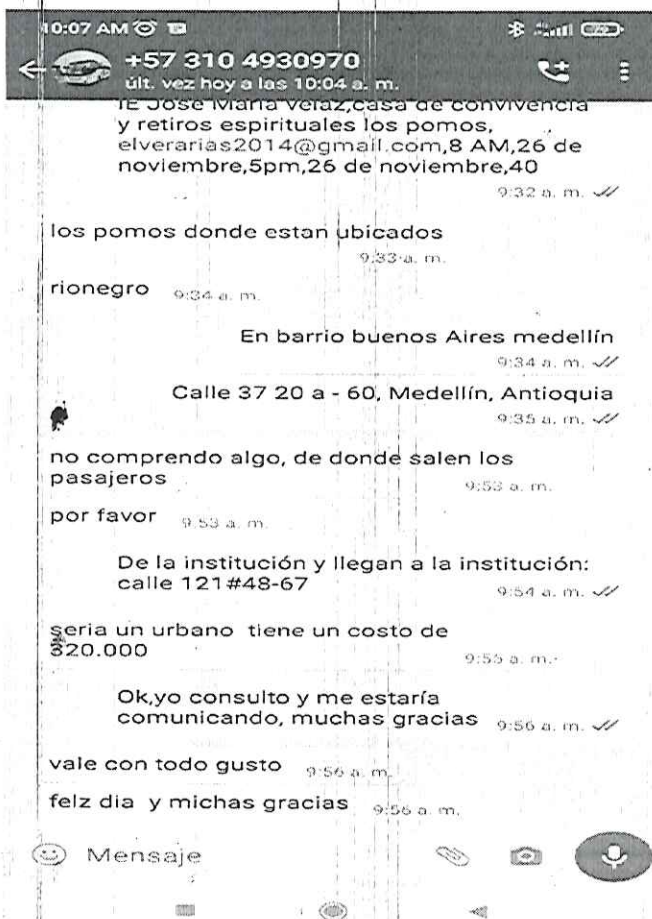 10:07 AM
+57 310 4930970
últ. vez hoy a las 10:04 a. m.
IE Jose María velaz,casa de convivencia
y retiros espirituales los pomos,
elverarias2014@gmail.com,8 AM,26 de
noviembre,5pm,26 de noviembre,40
9:32 a. m.
los pomos donde estan ubicados
9:33 a. m.
rionegro 9:34 a. m.
En barrio buenos Aires medellín
9:34 a. m.
Calle 37 20 a - 60, Medellín, Antioquia
9:35 a. m.
no comprendo algo, de donde salen los
pasajeros 9:53 a. m.
por favor 9:53 a. m.
De la institución y llegan a la institución:
calle 121#48-67 9:54 a. m.
seria un urbano tiene un costo de
320.000 9:55 a. m.
Ok,yo consulto y me estaría
comunicando, muchas gracias 9:56 a. m.
vale con todo gusto 9:56 a. m.
felz dia y michas gracias 9:56 a. m.
Mensaje